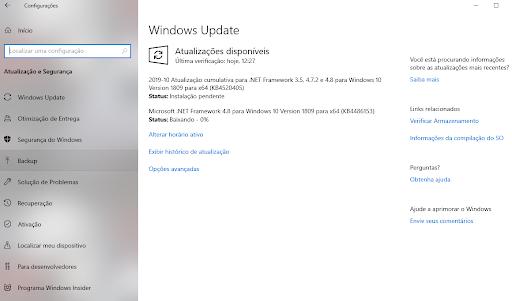 Configurações
Início
Localizar uma configuração
Atualização e Segurança
Windows Update
Otimização de Entrega
Segurança do Windows
Backup
Solução de Problemas
Recuperação
Ativação
Localizar meu dispositivo
Para desenvolvedores
Programa Windows Insider
Windows Update
Atualizações disponíveis
Última verificação: hoje, 12:27
2019-10 Atualização cumulativa para .NET Framework 3.5, 4.7.2 e 4.8 para Windows 10
Version 1809 para x64 (KB4520405)
Status: Instalação pendente
Microsoft .NET Framework 4.8 para Windows 10 Version 1809 para x64 (KB4486153)
Status: Baixando - 0%
Alterar horário ativo
Exibir histórico de atualização
Opções avançadas
Você está procurando informações
sobre as atualizações mais recentes?
Saiba mais
Links relacionados
Verificar Armazenamento
Informações da compilação do SO
Perguntas?
Obtenha ajuda
Ajude a aprimorar o Windows
Envie seus comentários